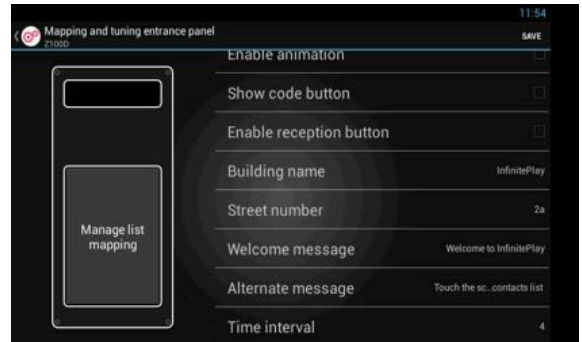 11:54
Mapping and tuning entrance panel
Z100D
SAVE
Enable animation
Show code button
Enable reception button
Building name
InfinitePlay
Street number
2a
Manage list
mapping
Welcome message
Welcome to InfinitePlay
Alternate message
Touch the sc...contacts list
Time interval
4